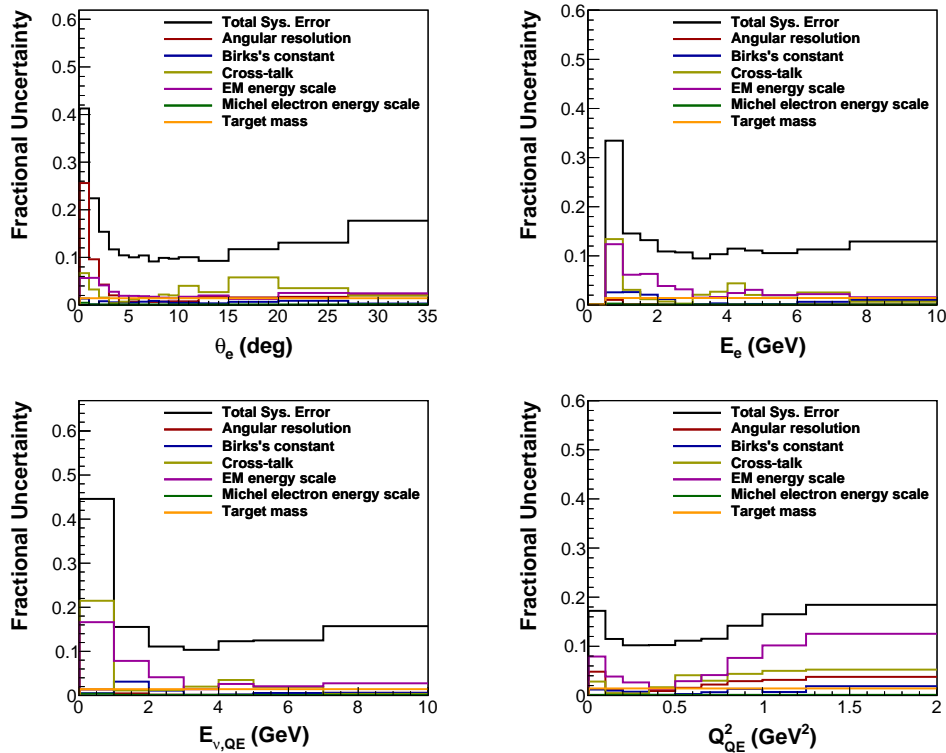 Fractional Uncertainty
0.6
0.5
0.4
0.3
0.2
0.1
0
Total Sys. Error
Angular resolution
Birks's constant
Cross-talk
EM energy scale
Michel electron energy scale
Target mass
0 5 10 15 20 25 30 35
θe (deg)
Fractional Uncertainty
0.6
0.5
0.4
0.3
0.2
0.1
0
Total Sys. Error
Angular resolution
Birks's constant
Cross-talk
EM energy scale
Michel electron energy scale
Target mass
0 2 4 6 8 10
Ee (GeV)
Fractional Uncertainty
0.6
0.5
0.4
0.3
0.2
0.1
0
Total Sys. Error
Angular resolution
Birks's constant
Cross-talk
EM energy scale
Michel electron energy scale
Target mass
0 2 4 6 8 10
Eν,QE (GeV)
Fractional Uncertainty
0.6
0.5
0.4
0.3
0.2
0.1
0
Total Sys. Error
Angular resolution
Birks's constant
Cross-talk
EM energy scale
Michel electron energy scale
Target mass
0 0.5 1 1.5 2
Q²QE (GeV²)